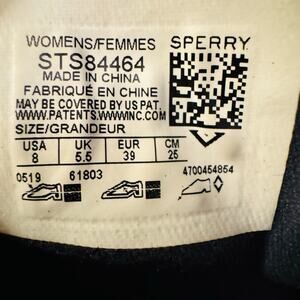 WOMENS/FEMMES SPERRY
STS84464
MADE IN CHINA
FABRIQUÉ EN CHINE
MAY BE COVERED BY US PAT.
WWW.PATENTS.WWWINC.COM
SIZE/GRANDEUR
USA UK EUR CM
8 5.5 39 25
0519 61803 4700454854